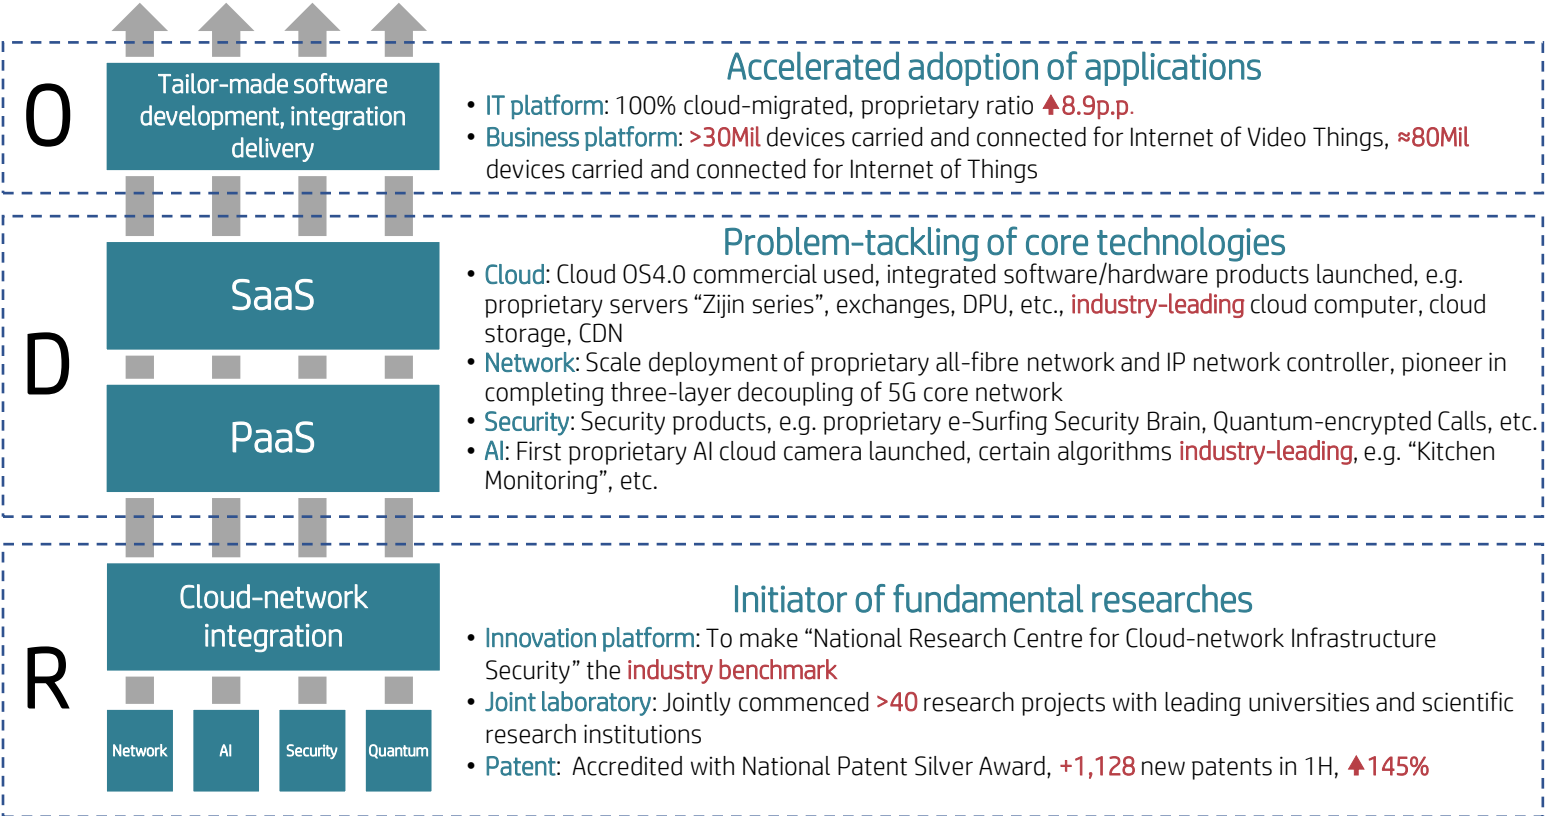 O
Tailor-made software
development, integration
delivery
Accelerated adoption of applications
• IT platform: 100% cloud-migrated, proprietary ratio ↑8.9p.p.
• Business platform: >30Mil devices carried and connected for Internet of Video Things, ≈80Mil
devices carried and connected for Internet of Things
D
SaaS
PaaS
Problem-tackling of core technologies
• Cloud: Cloud OS4.0 commercial used, integrated software/hardware products launched, e.g.
proprietary servers “Zijin series”, exchanges, DPU, etc., industry-leading cloud computer, cloud
storage, CDN
• Network: Scale deployment of proprietary all-fibre network and IP network controller, pioneer in
completing three-layer decoupling of 5G core network
• Security: Security products, e.g. proprietary e-Surfing Security Brain, Quantum-encrypted Calls, etc.
• AI: First proprietary AI cloud camera launched, certain algorithms industry-leading, e.g. “Kitchen
Monitoring”, etc.
R
Cloud-network
integration
Network
AI
Security
Quantum
Initiator of fundamental researches
• Innovation platform: To make “National Research Centre for Cloud-network Infrastructure
Security” the industry benchmark
• Joint laboratory: Jointly commenced >40 research projects with leading universities and scientific
research institutions
• Patent: Accredited with National Patent Silver Award, +1,128 new patents in 1H, ↑145%